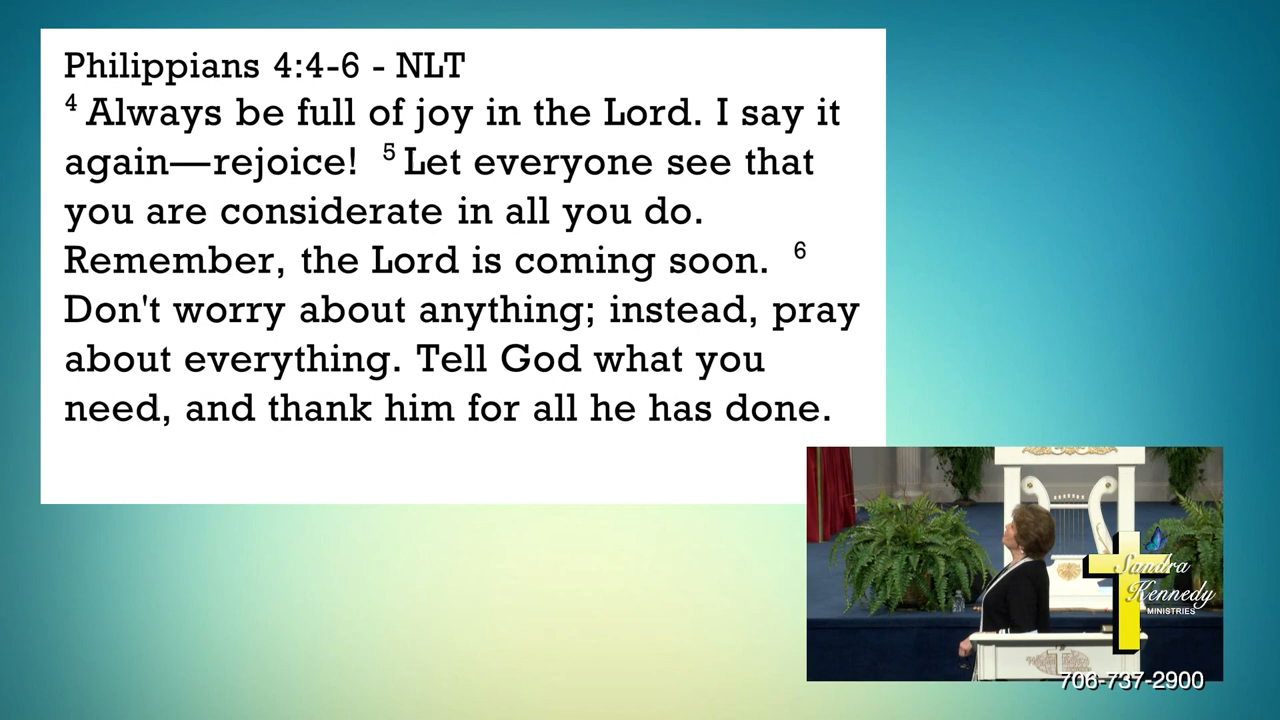 Philippians 4:4-6 - NLT
4 Always be full of joy in the Lord. I say it
again—rejoice! 5 Let everyone see that
you are considerate in all you do.
Remember, the Lord is coming soon. 6
Don't worry about anything; instead, pray
about everything. Tell God what you
need, and thank him for all he has done.
Sandra
Kennedy
MINISTRIES
706-737-2900